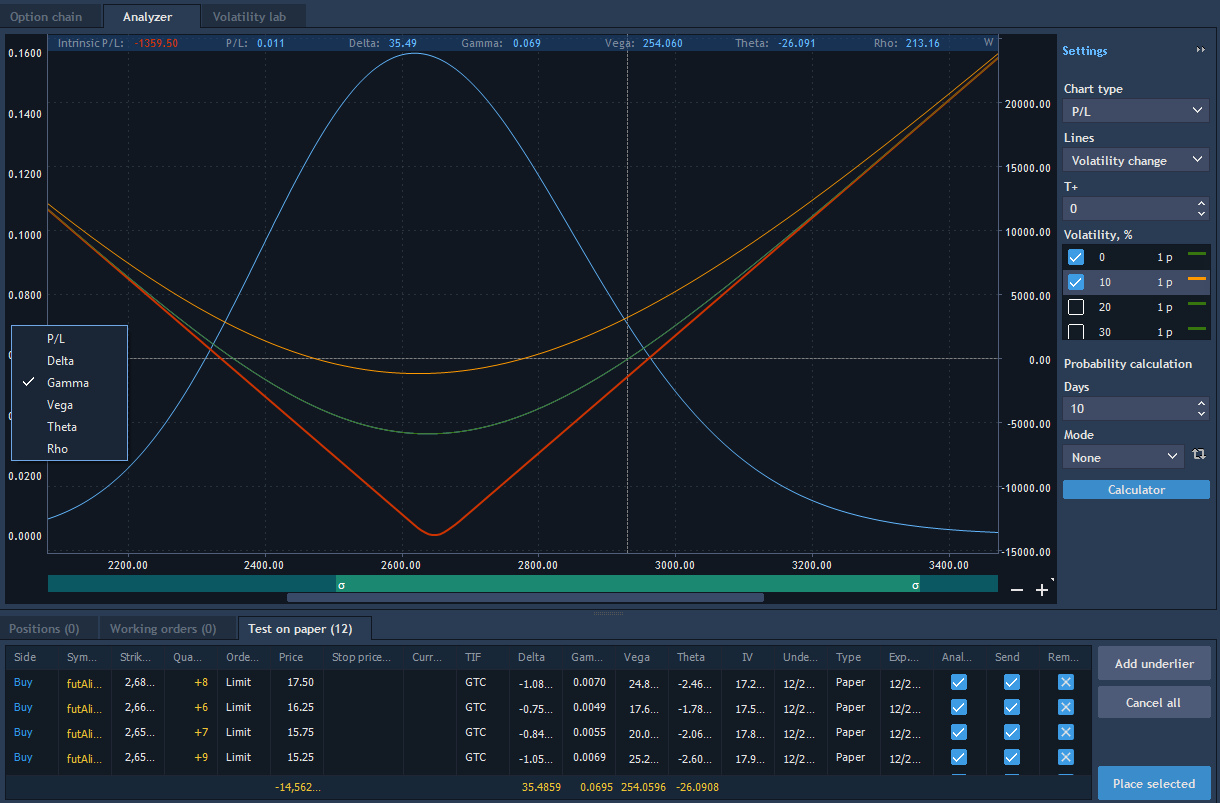 Option chain Analyzer Volatility lab
Intrinsic P/L: -1359.50 P/L: 0.011 Delta: 35.49 Gamma: 0.069 Vega: 254.060 Theta: -26.091 Rho: 213.16 W
Settings
0.1600
Chart type
20000.00
0.1400
P/L
Lines
Volatility change
15000.00
0.1200
T+
0
10000.00
0.1000
Volatility, %
0 1 p
10 1 p
5000.00
0.0800
20 1 p
30 1 p
P/L
Delta
0.00
Probability calculation
Gamma
Days
Vega
10
Theta
-5000.00
Mode
Rho
None
0.0200
-10000.00
Calculator
0.0000
-15000.00
2200.00 2400.00 2600.00 2800.00 3000.00 3200.00 3400.00
σ σ
Positions (0) Working orders (0) Test on paper (12)
Side Sym... Strik... Qua... Orde... Price Stop price... Curr... TIF Delta Gam... Vega Theta IV Unde... Type Exp... Anal... Send Rem...
Add underlier
Buy futAli... 2,68... +8 Limit 17.50 GTC -1.08... 0.0070 24.8... -2.46... 17.2... 12/2... Paper 12/2...
Buy futAli... 2,66... +6 Limit 16.25 GTC -0.75... 0.0049 17.6... -1.78... 17.5... 12/2... Paper 12/2...
Cancel all
Buy futAli... 2,65... +7 Limit 15.75 GTC -0.84... 0.0055 20.0... -2.06... 17.8... 12/2... Paper 12/2...
Buy futAli... 2,65... +9 Limit 15.25 GTC -1.05... 0.0069 25.2... -2.60... 17.9... 12/2... Paper 12/2...
-14,562... 35.4859 0.0695 254.0596 -26.0908
Place selected